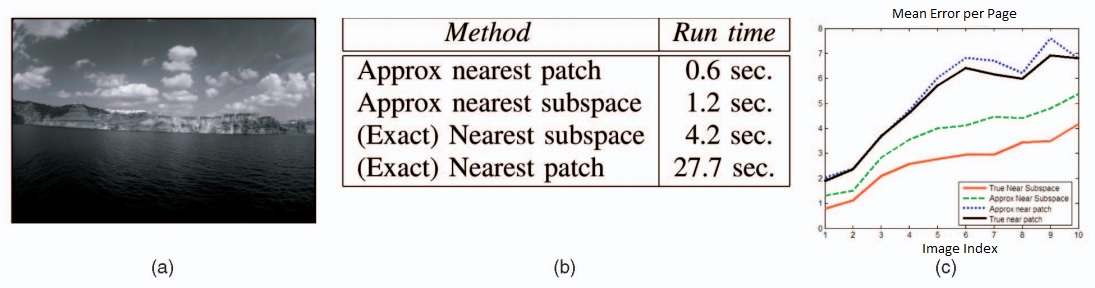 Method Run time
Approx nearest patch 0.6 sec.
Approx nearest subspace 1.2 sec.
(Exact) Nearest subspace 4.2 sec.
(Exact) Nearest patch 27.7 sec.
Mean Error per Page
8
7
6
5
4
3
2
1
0
True Near Subspace
Approx Near Subspace
Approx near patch
True near patch
1 2 3 4 5 6 7 8 9 10
Image Index
(a) (b) (c)